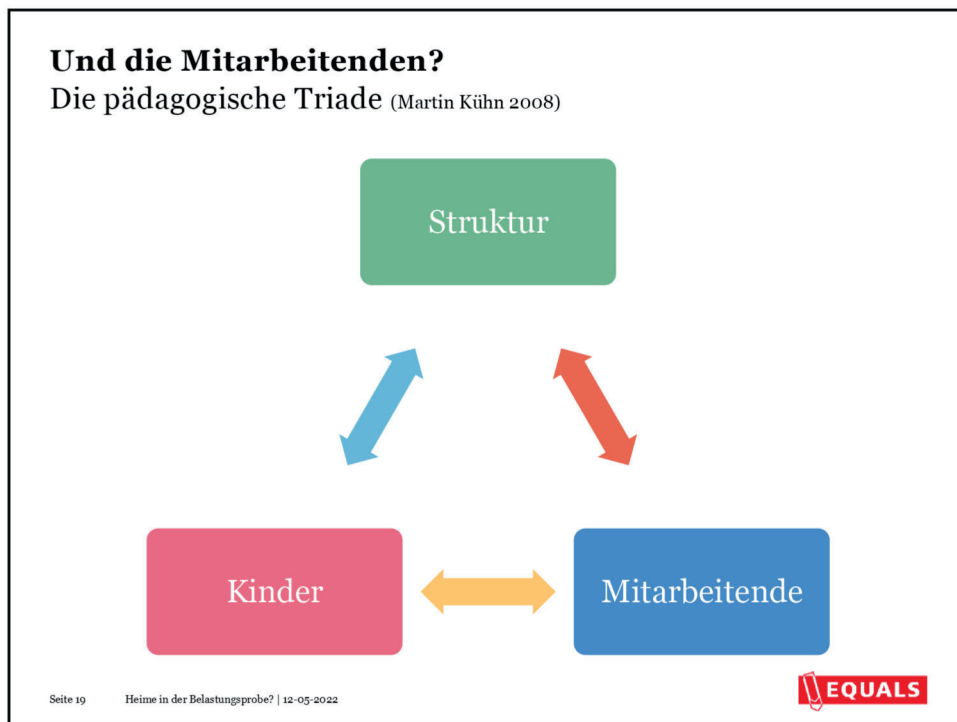 Und die Mitarbeitenden?
Die pädagogische Triade (Martin Kühn 2008)
Struktur
Kinder
Mitarbeitende
Seite 19 Heime in der Belastungsprobe? | 12-05-2022
EQUALS